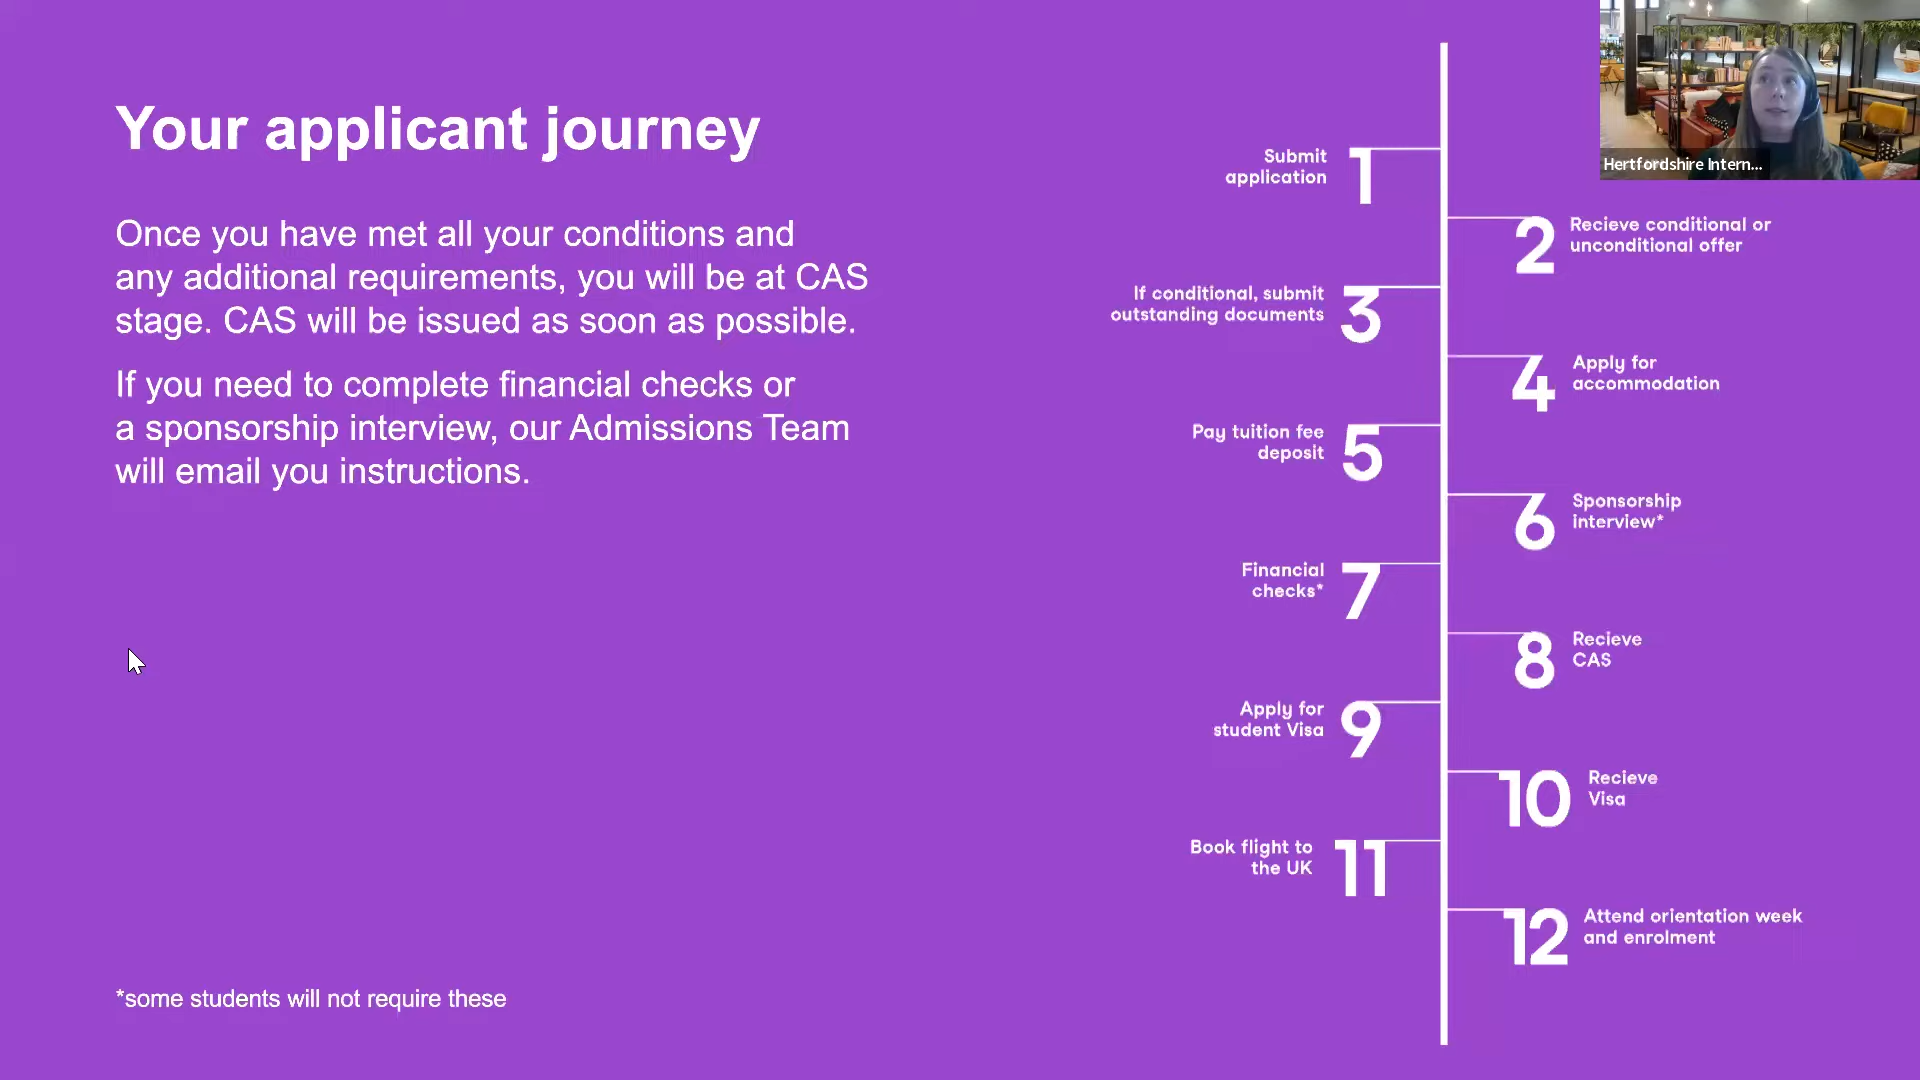 Your applicant journey
Once you have met all your conditions and
any additional requirements, you will be at CAS
stage. CAS will be issued as soon as possible.
If you need to complete financial checks or
a sponsorship interview, our Admissions Team
will email you instructions.
*some students will not require these
Submit
application
1
2
Recieve conditional or
unconditional offer
If conditional, submit
outstanding documents
3
4
Apply for
accommodation
Pay tuition fee
deposit
5
6
Sponsorship
interview*
Financial
checks*
7
8
Recieve
CAS
Apply for
student Visa
9
10
Recieve
Visa
Book flight to
the UK
11
12
Attend orientation week
and enrolment
Hertfordshire Intern...